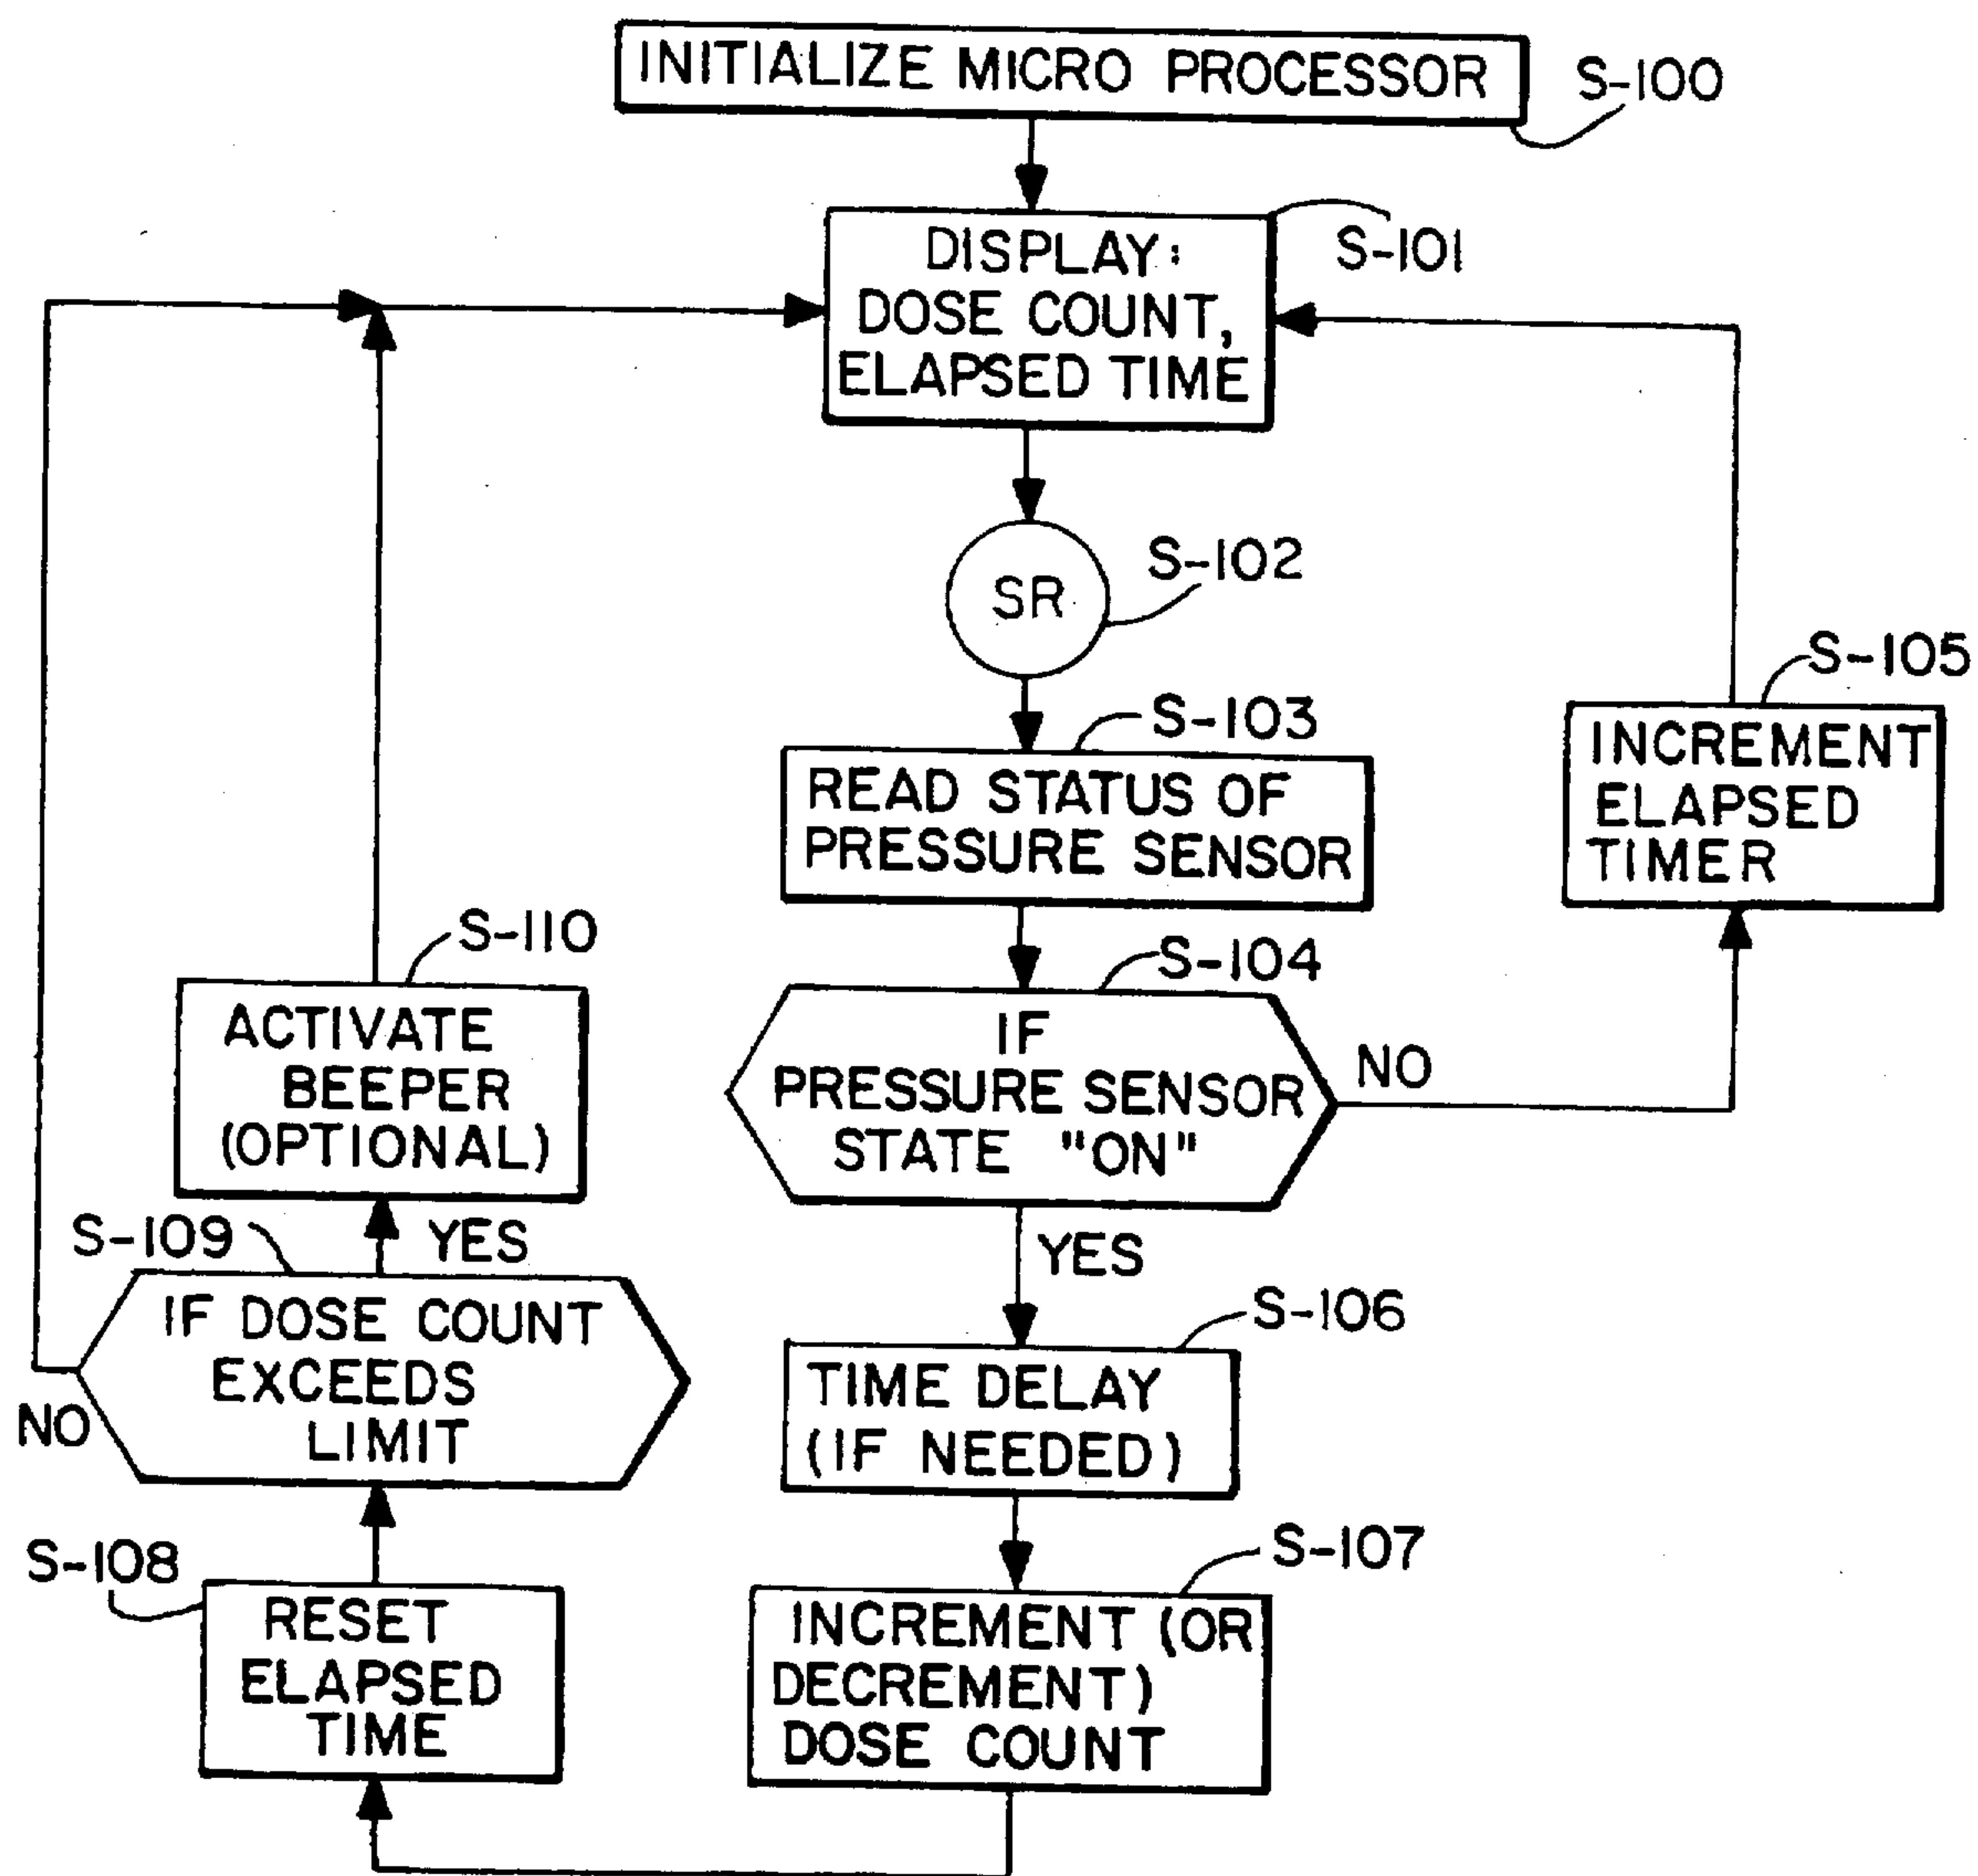 INITIALIZE MICRO PROCESSOR
S-100
DISPLAY:
DOSE COUNT,
ELAPSED TIME
S-101
SR
S-102
S-103
READ STATUS OF
PRESSURE SENSOR
S-105
INCREMENT
ELAPSED
TIMER
S-104
IF
PRESSURE SENSOR
STATE "ON"
NO
YES
S-106
TIME DELAY
(IF NEEDED)
S-107
INCREMENT (OR
DECREMENT)
DOSE COUNT
S-108
RESET
ELAPSED
TIME
S-109
IF DOSE COUNT
EXCEEDS
LIMIT
NO
YES
S-110
ACTIVATE
BEEPER
(OPTIONAL)